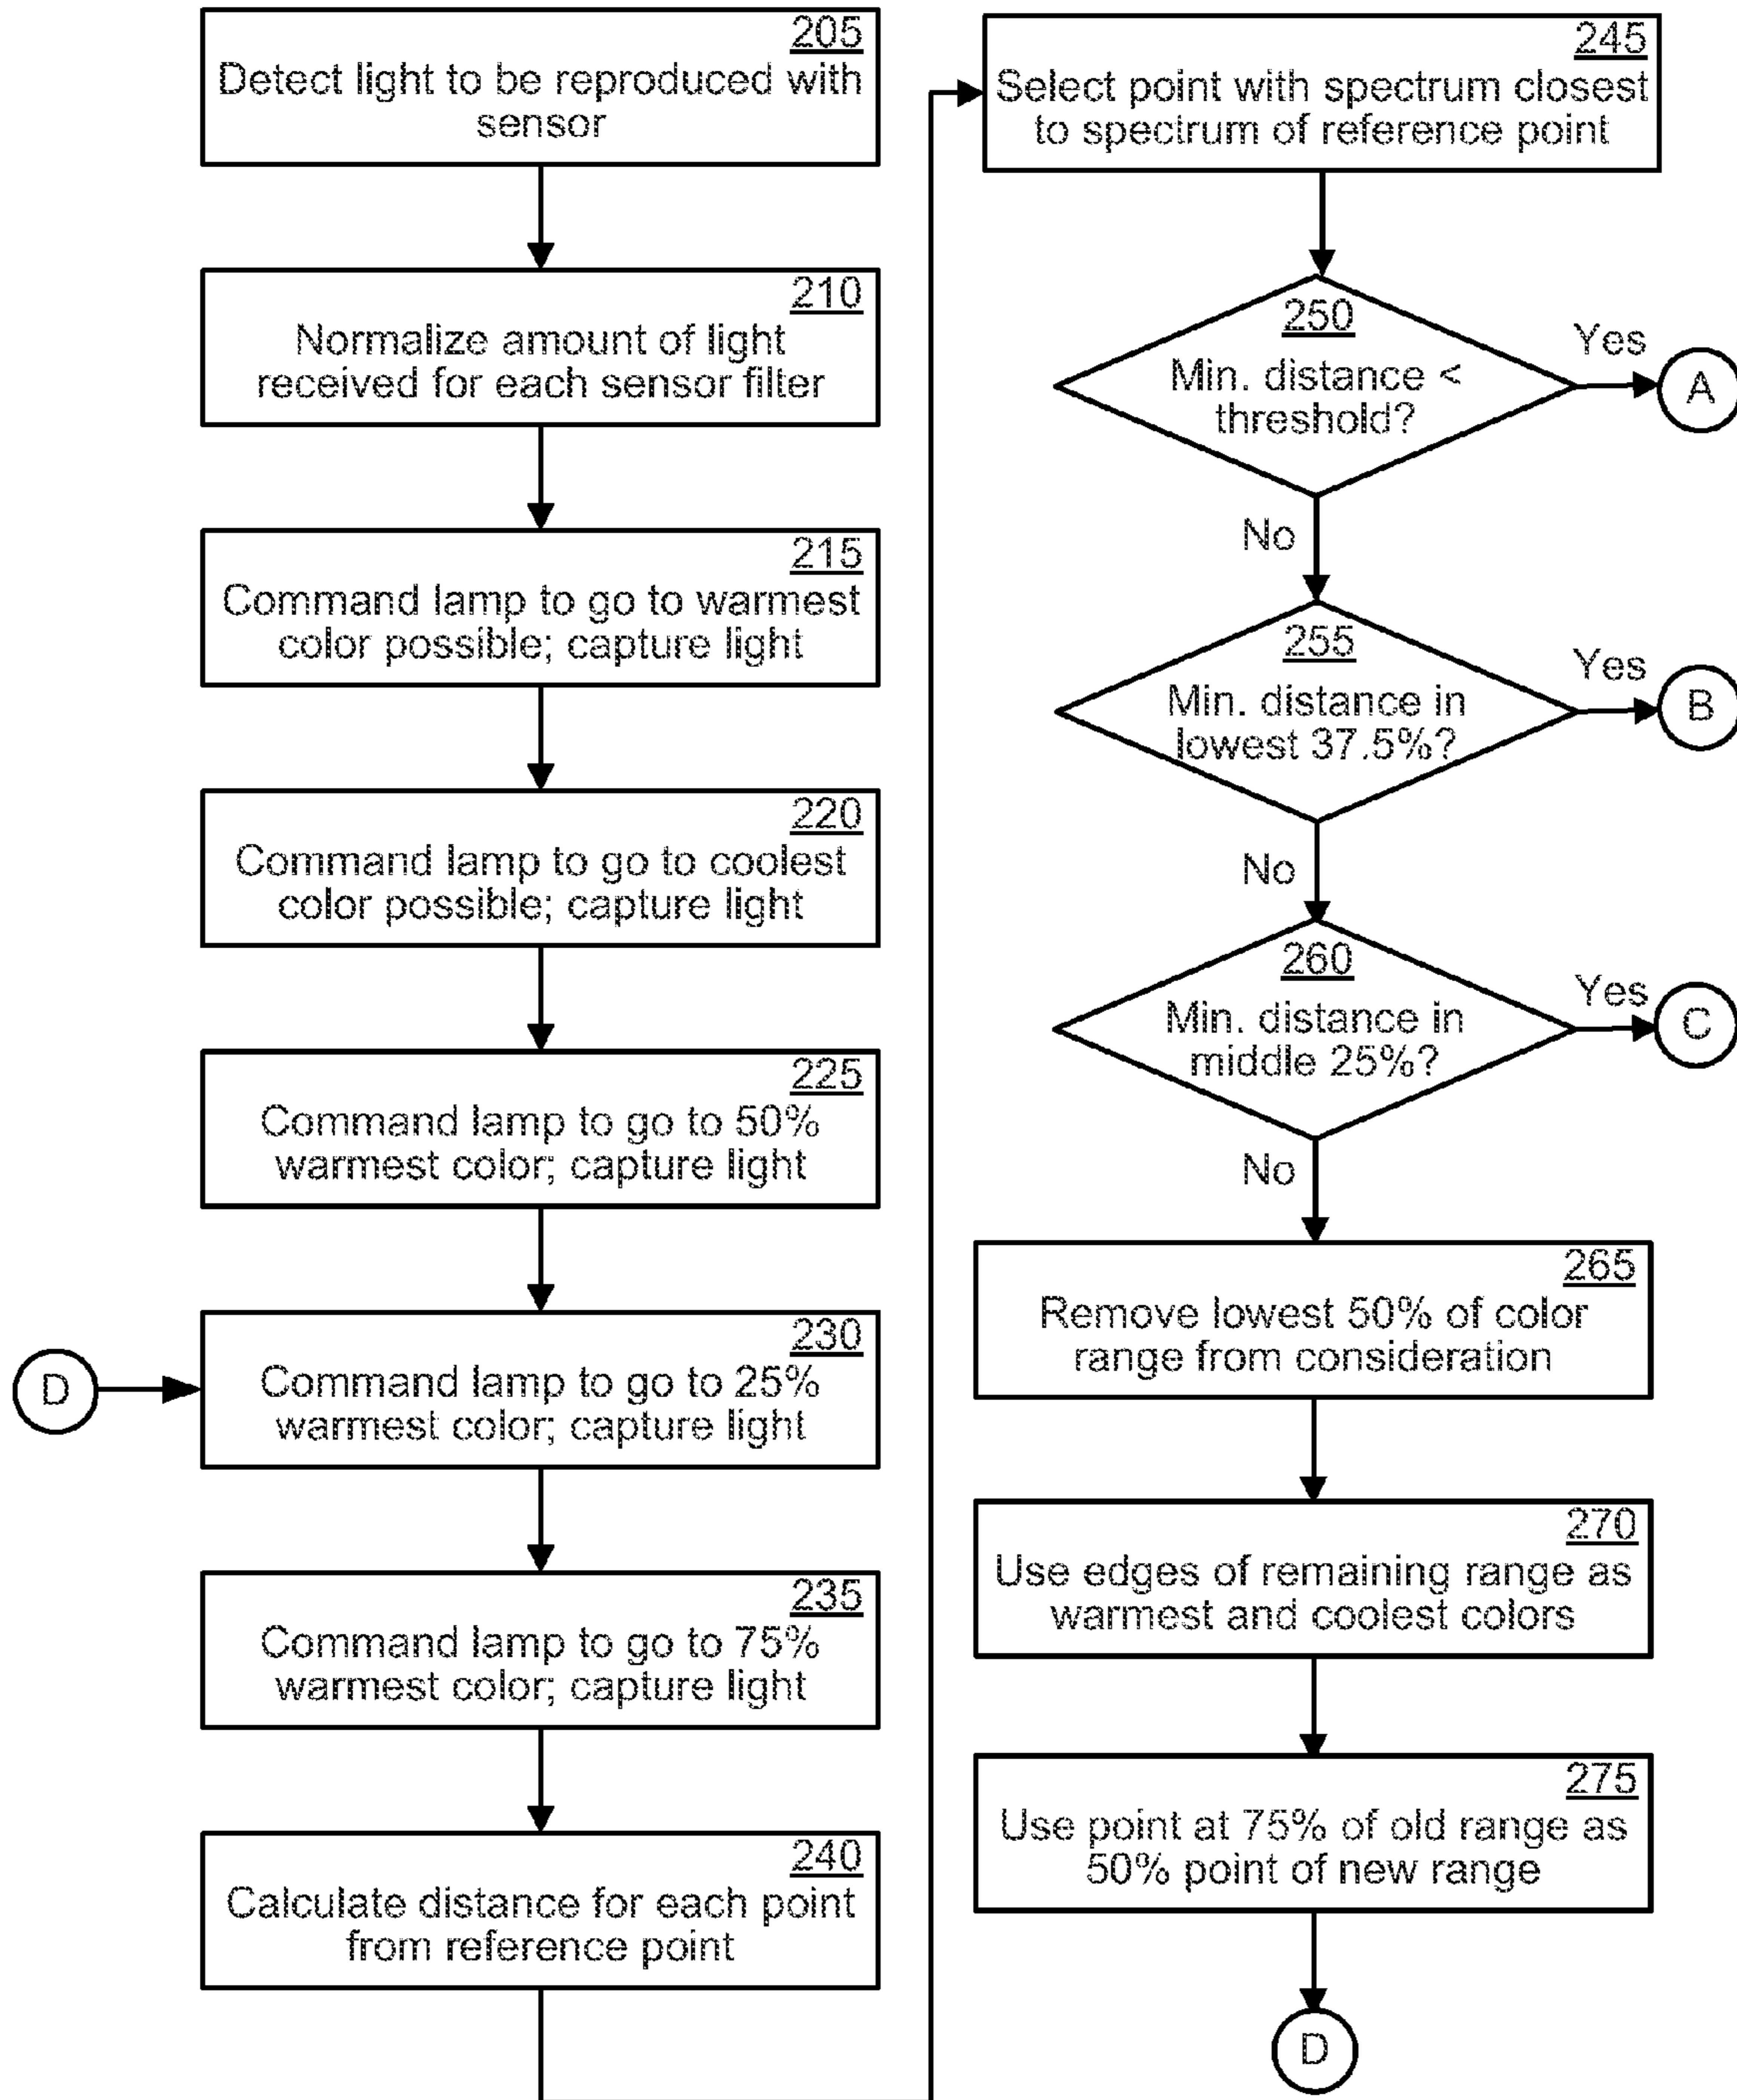 205
Detect light to be reproduced with
sensor
210
Normalize amount of light
received for each sensor filter
215
Command lamp to go to warmest
color possible; capture light
220
Command lamp to go to coolest
color possible; capture light
225
Command lamp to go to 50%
warmest color; capture light
D
230
Command lamp to go to 25%
warmest color; capture light
235
Command lamp to go to 75%
warmest color; capture light
240
Calculate distance for each point
from reference point
245
Select point with spectrum closest
to spectrum of reference point
250
Min. distance <
threshold?
Yes
A
No
255
Min. distance in
lowest 37.5%?
Yes
B
No
260
Min. distance in
middle 25%?
Yes
C
No
265
Remove lowest 50% of color
range from consideration
270
Use edges of remaining range as
warmest and coolest colors
275
Use point at 75% of old range as
50% point of new range
D